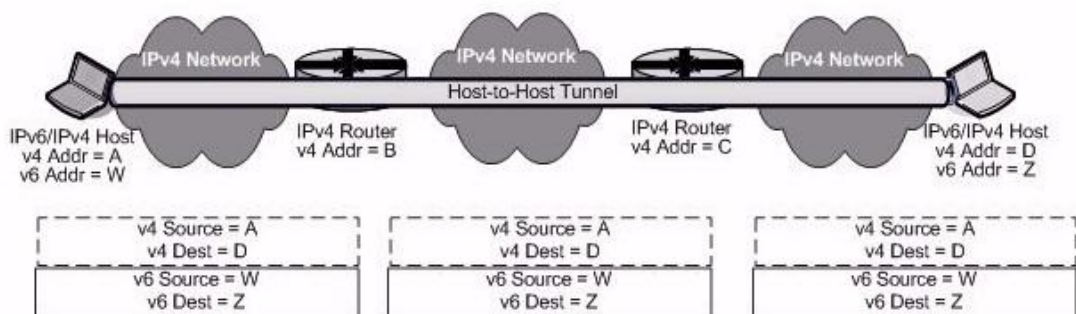 IPv4 Network
IPv4 Network
IPv4 Network
Host-to-Host Tunnel
IPv6/IPv4 Host
v4 Addr = A
v6 Addr = W
IPv4 Router
v4 Addr = B
IPv4 Router
v4 Addr = C
IPv6/IPv4 Host
v4 Addr = D
v6 Addr = Z
v4 Source = A
v4 Dest = D
v6 Source = W
v6 Dest = Z
v4 Source = A
v4 Dest = D
v6 Source = W
v6 Dest = Z
v4 Source = A
v4 Dest = D
v6 Source = W
v6 Dest = Z